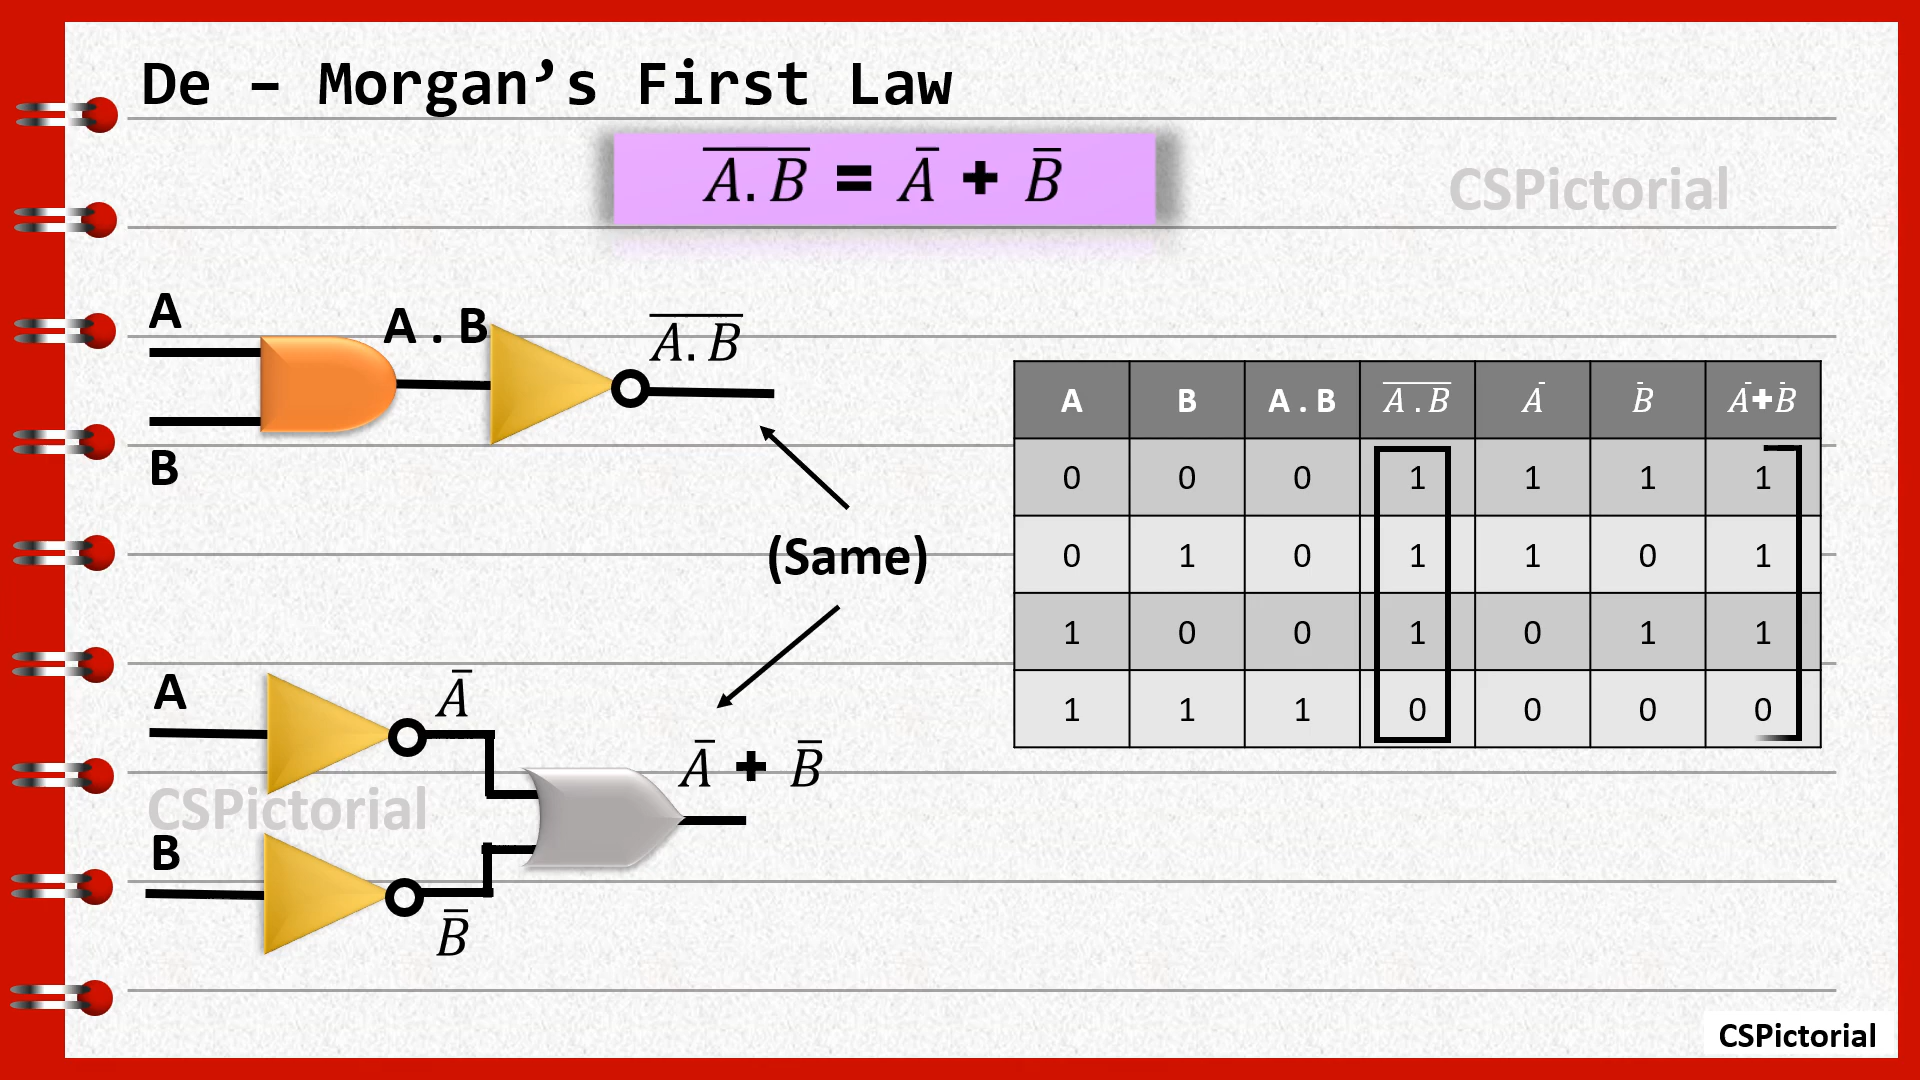 De – Morgan’s First Law
A̅.̅B̅ = A̅ + B̅
CSPictorial
A
A . B
A̅.̅B̅
B
(Same)
A
A̅
A̅ + B̅
CSPictorial
B
B̅
A B A . B A̅ ̅.̅ ̅B̅ A̅ B̅ A̅+B̅
0 0 0 1 1 1 1
0 1 0 1 1 0 1
1 0 0 1 0 1 1
1 1 1 0 0 0 0
CSPictorial